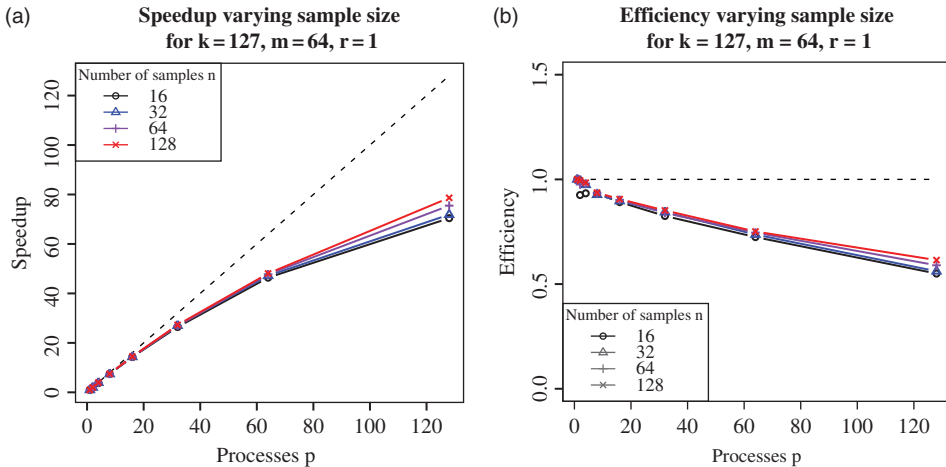 (a)
Speedup varying sample size
for k = 127, m = 64, r = 1
Number of samples n
16
32
64
128
Speedup
0
20
40
60
80
100
120
0
20
40
60
80
100
120
Processes p
(b)
Efficiency varying sample size
for k = 127, m = 64, r = 1
Efficiency
0.0
0.5
1.0
1.5
Number of samples n
16
32
64
128
0
20
40
60
80
100
120
Processes p